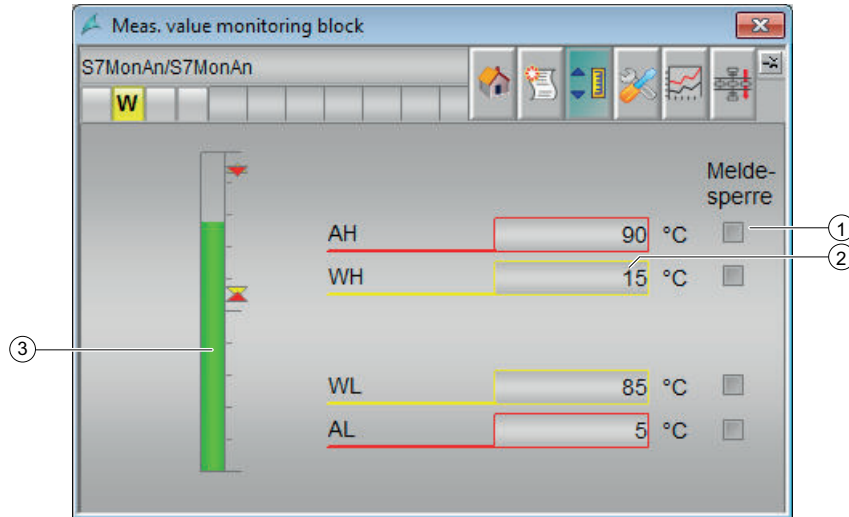 Meas. value monitoring block
S7MonAn/S7MonAn
W
Melde-
sperre
AH 90 °C
1
2
WH 15 °C
3
WL 85 °C
AL 5 °C